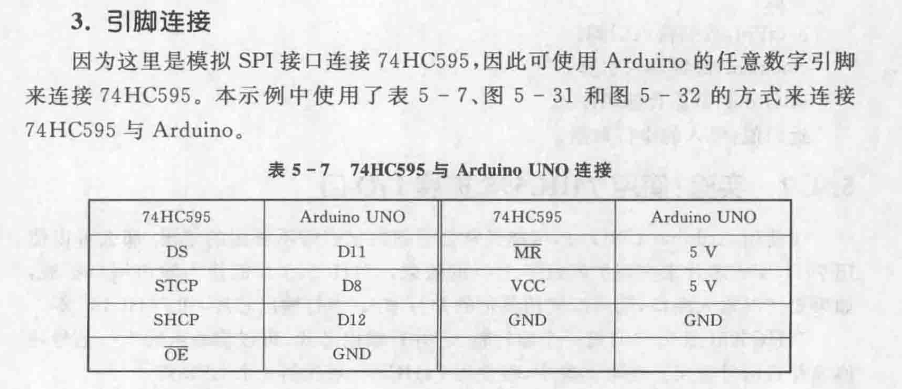 3. 引脚连接
因为这里是模拟 SPI 接口连接 74HC595,因此可使用 Arduino 的任意数字引脚
来连接 74HC595。本示例中使用了表 5-7、图 5-31 和图 5-32 的方式来连接
74HC595 与 Arduino。
表 5-7 74HC595 与 Arduino UNO 连接
74HC595 Arduino UNO 74HC595 Arduino UNO
DS D11 M̅R̅ 5 V
STCP D8 VCC 5 V
SHCP D12 GND GND
O̅E̅ GND